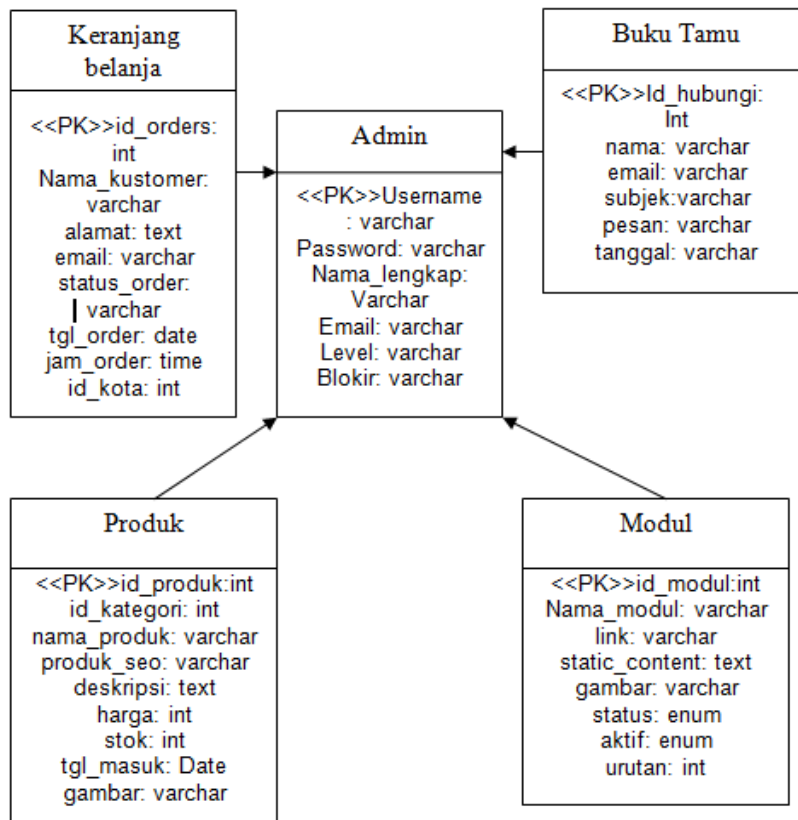 Keranjang
belanja
<<PK>>id_orders:
int
Nama_kustomer:
varchar
alamat: text
email: varchar
status_order:
varchar
tgl_order: date
jam_order: time
id_kota: int
Admin
<<PK>>Username
: varchar
Password: varchar
Nama_lengkap:
Varchar
Email: varchar
Level: varchar
Blokir: varchar
Buku Tamu
<<PK>>Id_hubungi:
Int
nama: varchar
email: varchar
subjek:varchar
pesan: varchar
tanggal: varchar
Produk
<<PK>>id_produk:int
id_kategori: int
nama_produk: varchar
produk_seo: varchar
deskripsi: text
harga: int
stok: int
tgl_masuk: Date
gambar: varchar
Modul
<<PK>>id_modul:int
Nama_modul: varchar
link: varchar
static_content: text
gambar: varchar
status: enum
aktif: enum
urutan: int